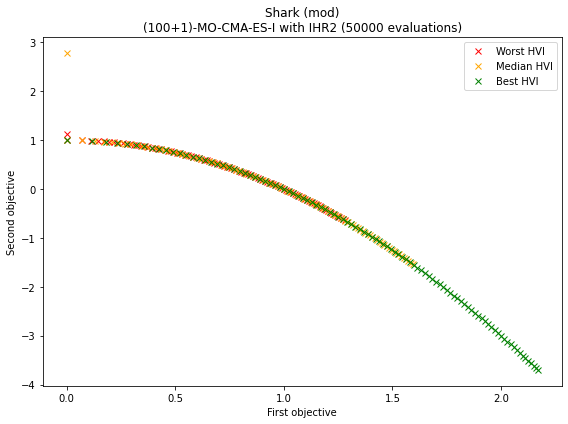 Shark (mod)
(100+1)-MO-CMA-ES-I with IHR2 (50000 evaluations)
Worst HVI
Median HVI
Best HVI
3
2
1
0
−1
−2
−3
−4
Second objective
0.0 0.5 1.0 1.5 2.0
First objective